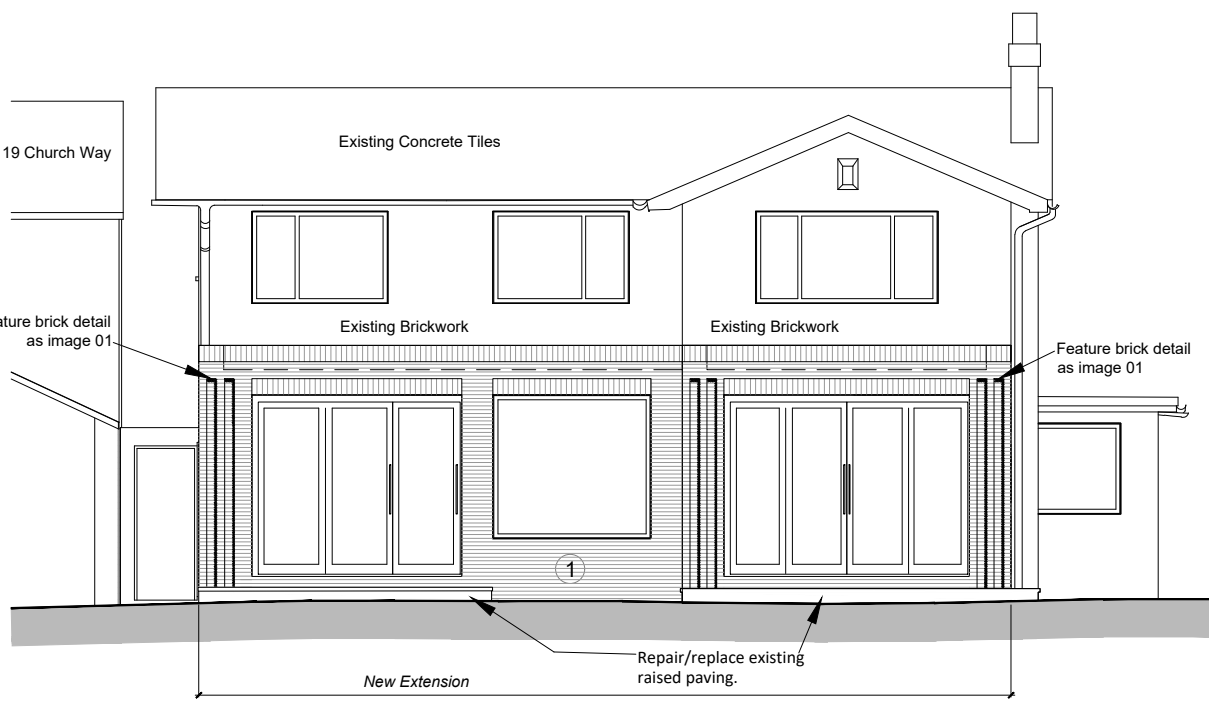 Existing Concrete Tiles
19 Church Way
ature brick detail
as image 01
Existing Brickwork
Existing Brickwork
Feature brick detail
as image 01
1
Repair/replace existing
raised paving.
New Extension